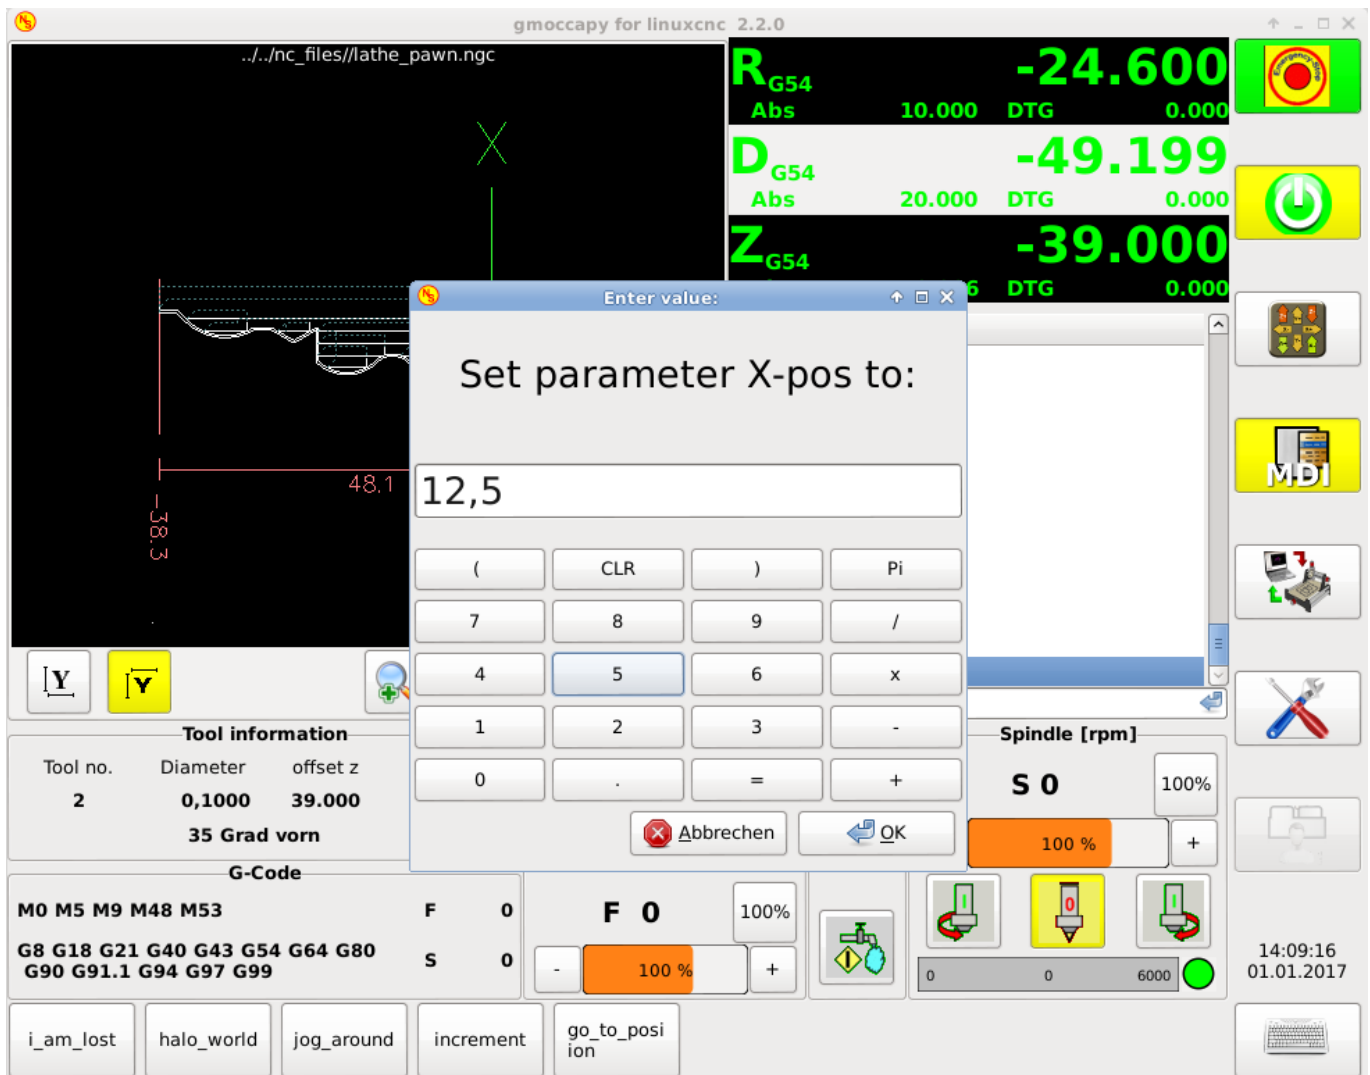 gmoccapy for linuxcnc 2.2.0
../../nc_files//lathe_pawn.ngc
X
48.1
-38.3
R G54 -24.600
Abs 10.000 DTG 0.000
D G54 -49.199
Abs 20.000 DTG 0.000
Z G54 -39.000
6 DTG 0.000
Emergency-Stop
MDI
Enter value:
Set parameter X-pos to:
12,5
( CLR ) Pi
7 8 9 /
4 5 6 x
1 2 3 -
0 . = +
Abbrechen OK
Y Y
Tool information
Tool no. Diameter offset z
2 0,1000 39.000
35 Grad vorn
G-Code
M0 M5 M9 M48 M53
G8 G18 G21 G40 G43 G54 G64 G80
G90 G91.1 G94 G97 G99
F 0
S 0
F 0 100%
- 100 % +
Spindle [rpm]
S 0 100%
100 % +
I 0 I
0 0 6000
14:09:16
01.01.2017
i_am_lost halo_world jog_around increment go_to_posi
ion